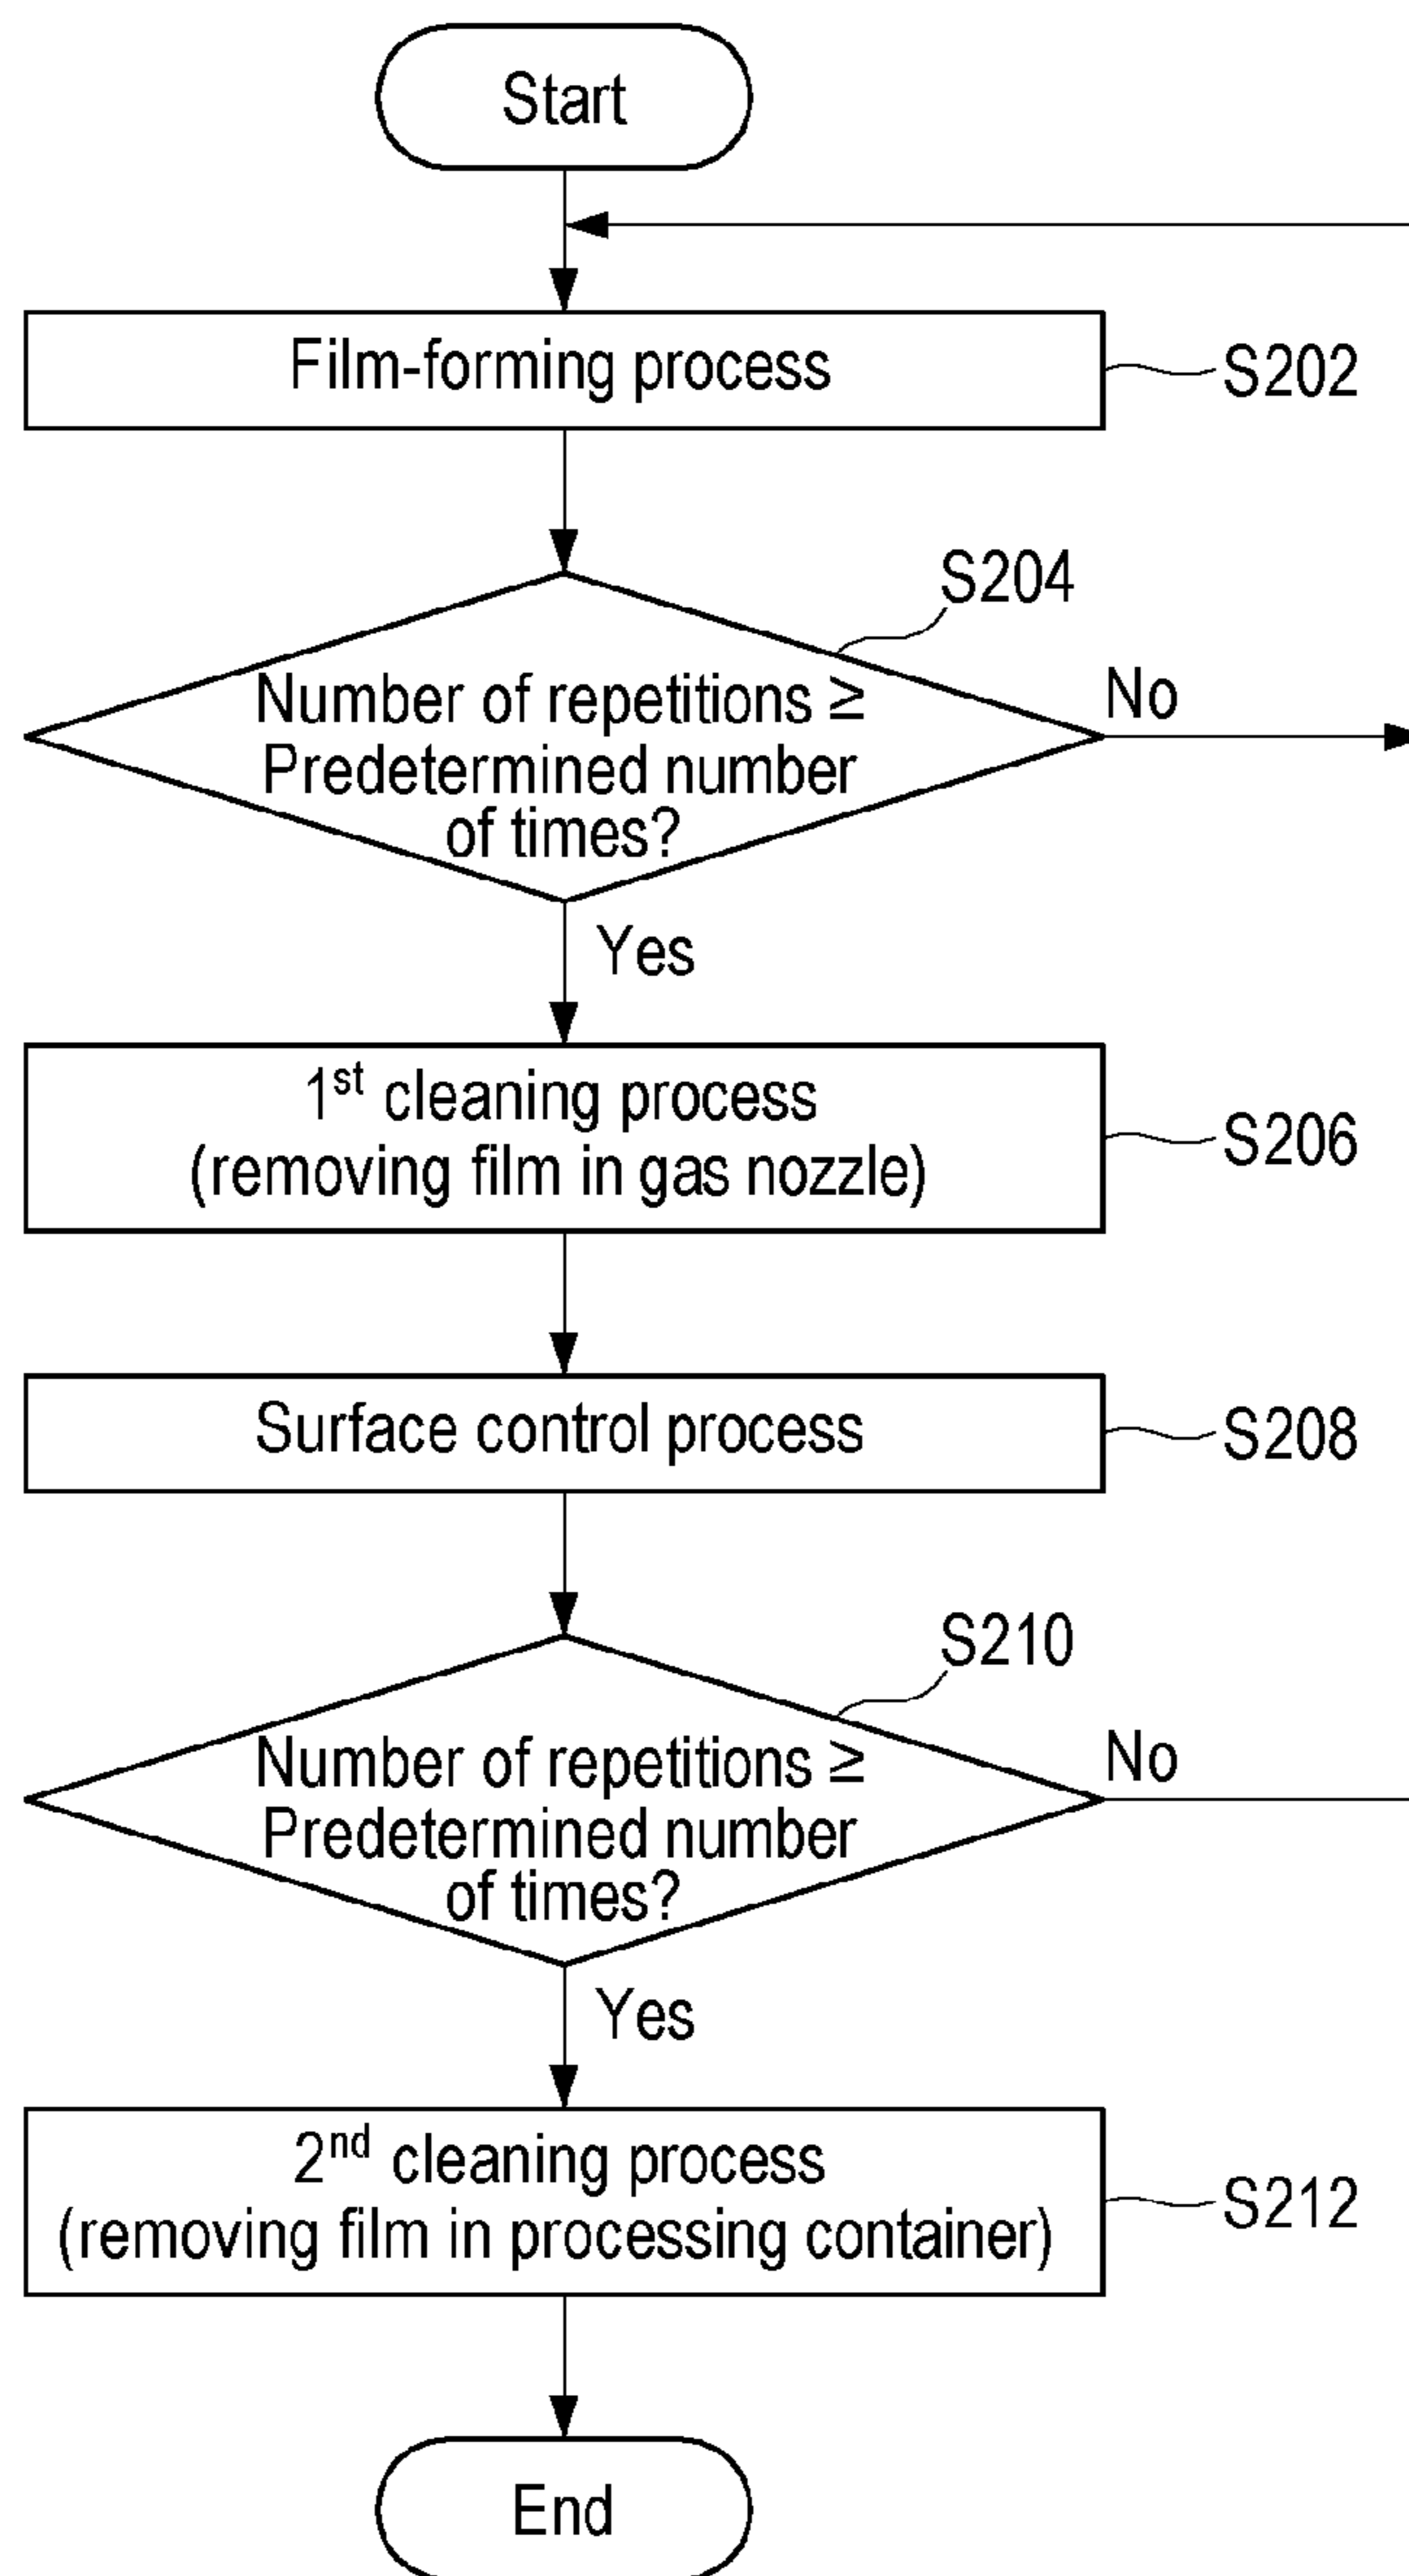 Start
Film-forming process
S202
S204
Number of repetitions ≥
Predetermined number
of times?
No
Yes
1st cleaning process
(removing film in gas nozzle)
S206
Surface control process
S208
S210
Number of repetitions ≥
Predetermined number
of times?
No
Yes
2nd cleaning process
(removing film in processing container)
S212
End